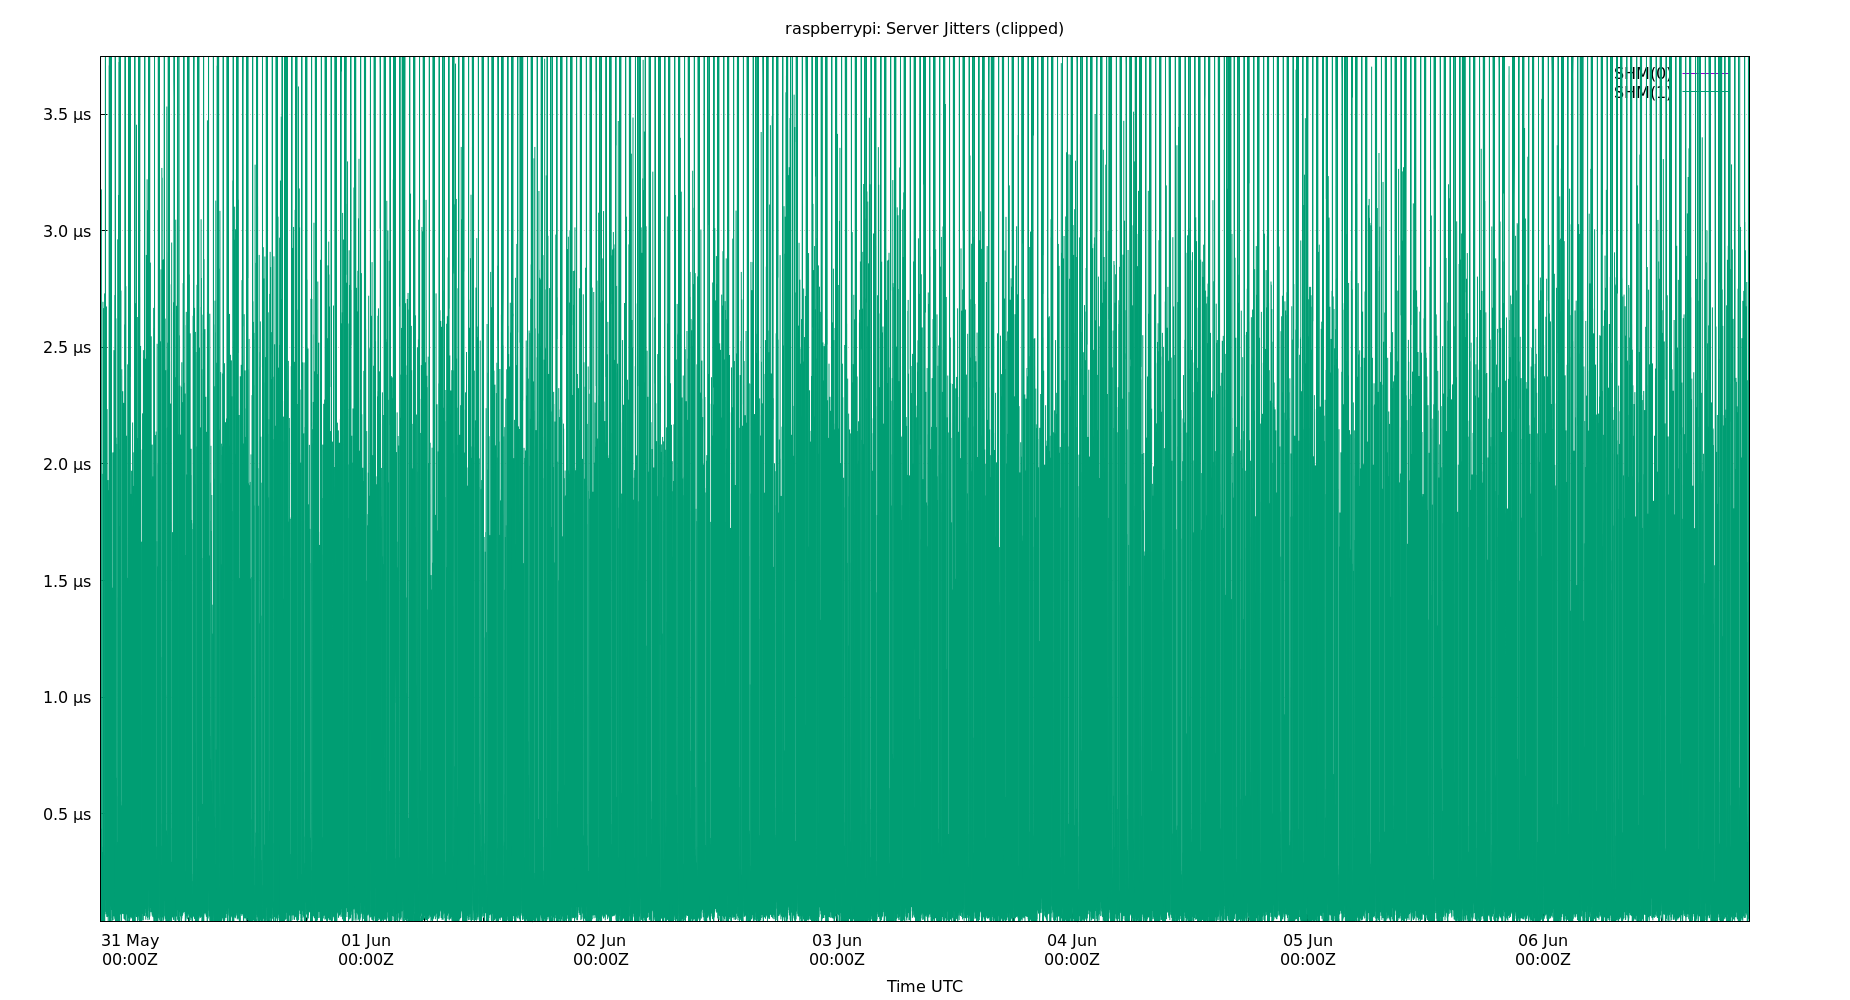 raspberrypi: Server Jitters (clipped)
SHM(0)
SHM(1)
3.5 µs
3.0 µs
2.5 µs
2.0 µs
1.5 µs
1.0 µs
0.5 µs
31 May 01 Jun 02 Jun 03 Jun 04 Jun 05 Jun 06 Jun
00:00Z 00:00Z 00:00Z 00:00Z 00:00Z 00:00Z 00:00Z
Time UTC